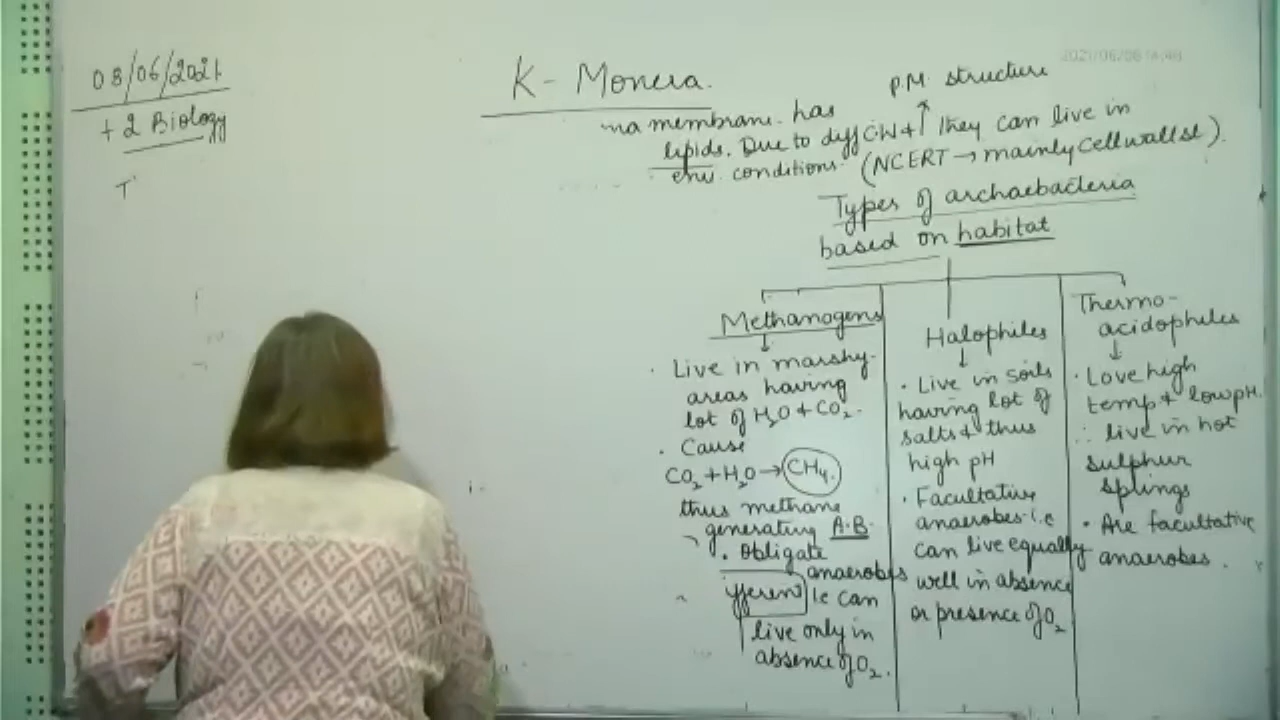 08/06/2021
+2 Biology
T
K- Monera.
P.M. structure
ma membrane has
lipids. Due to diff CW & ↑ they can live in
env. conditions (NCERT → mainly cell wall st).
Types of archaebacteria
based on habitat
Methanogens
↓
. Live in marshy
areas having
lot of H₂O + CO₂.
. Cause
CO₂ + H₂O → CH₄.
thus methane
generating A.B.
. Obligate
anaerobes
i.e can
live only in
absence of O₂.
fferent
Halophiles
↓
. Live in soils
having lot of
salts & thus
high pH
. Facultative
anaerobes i.e
can live equally
well in absence
or presence of O₂
Thermo-
acidophiles
↓
. Love high
temp & low pH.
∴ live in hot
sulphur
springs
. Are facultative
anaerobes.